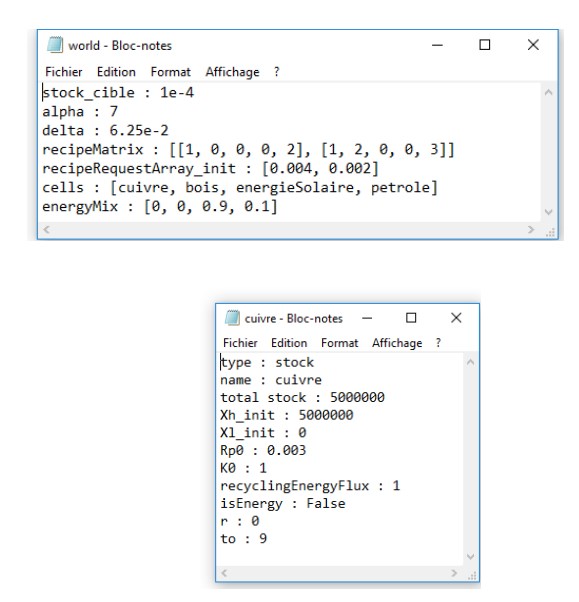 world - Bloc-notes
Fichier Edition Format Affichage ?
stock_cible : 1e-4
alpha : 7
delta : 6.25e-2
recipeMatrix : [[1, 0, 0, 0, 2], [1, 2, 0, 0, 3]]
recipeRequestArray_init : [0.004, 0.002]
cells : [cuivre, bois, energieSolaire, petrole]
energyMix : [0, 0, 0.9, 0.1]
cuivre - Bloc-notes
Fichier Edition Format Affichage ?
type : stock
name : cuivre
total stock : 5000000
Xh_init : 5000000
Xl_init : 0
Rp0 : 0.003
K0 : 1
recyclingEnergyFlux : 1
isEnergy : False
r : 0
to : 9